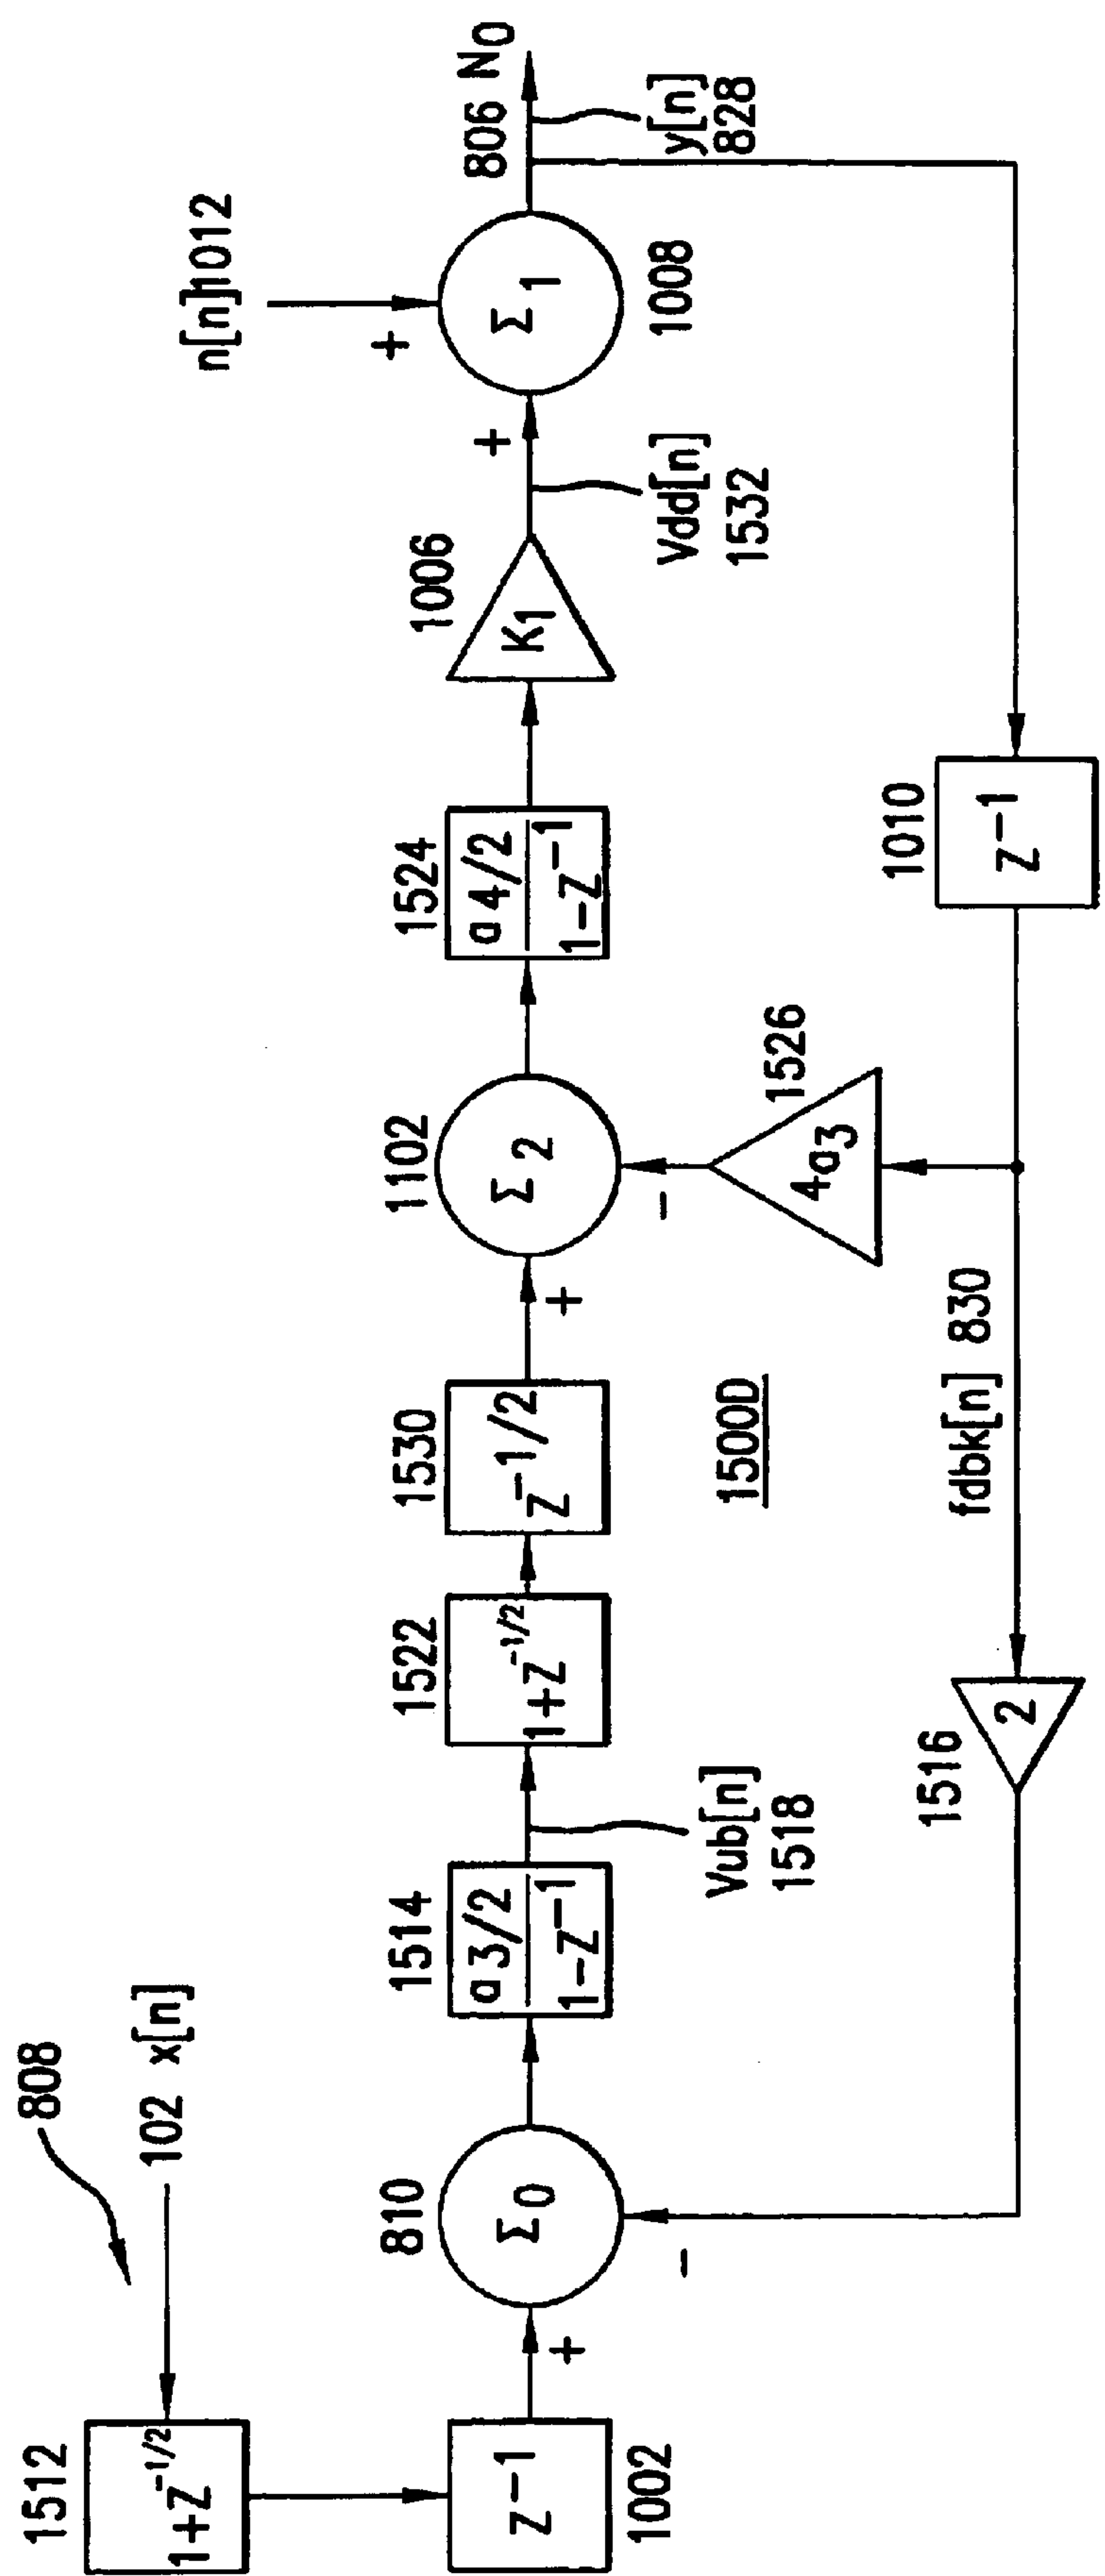 808
102 x[n]
1512
1+z^-1/2
z^-1
1002
810
Σ0
+
-
1514
a3/2
1-z^-1
Vub[n]
1518
1522
1+z^-1/2
1530
z^-1/2
+
1102
Σ2
-
1526
4a3
1524
a4/2
1-z^-1
1006
K1
Vdd[n]
1532
+
n[n]
1012
+
Σ1
1008
806 N0
y[n]
828
1010
z^-1
fdbk[n] 830
1516
2
1500D